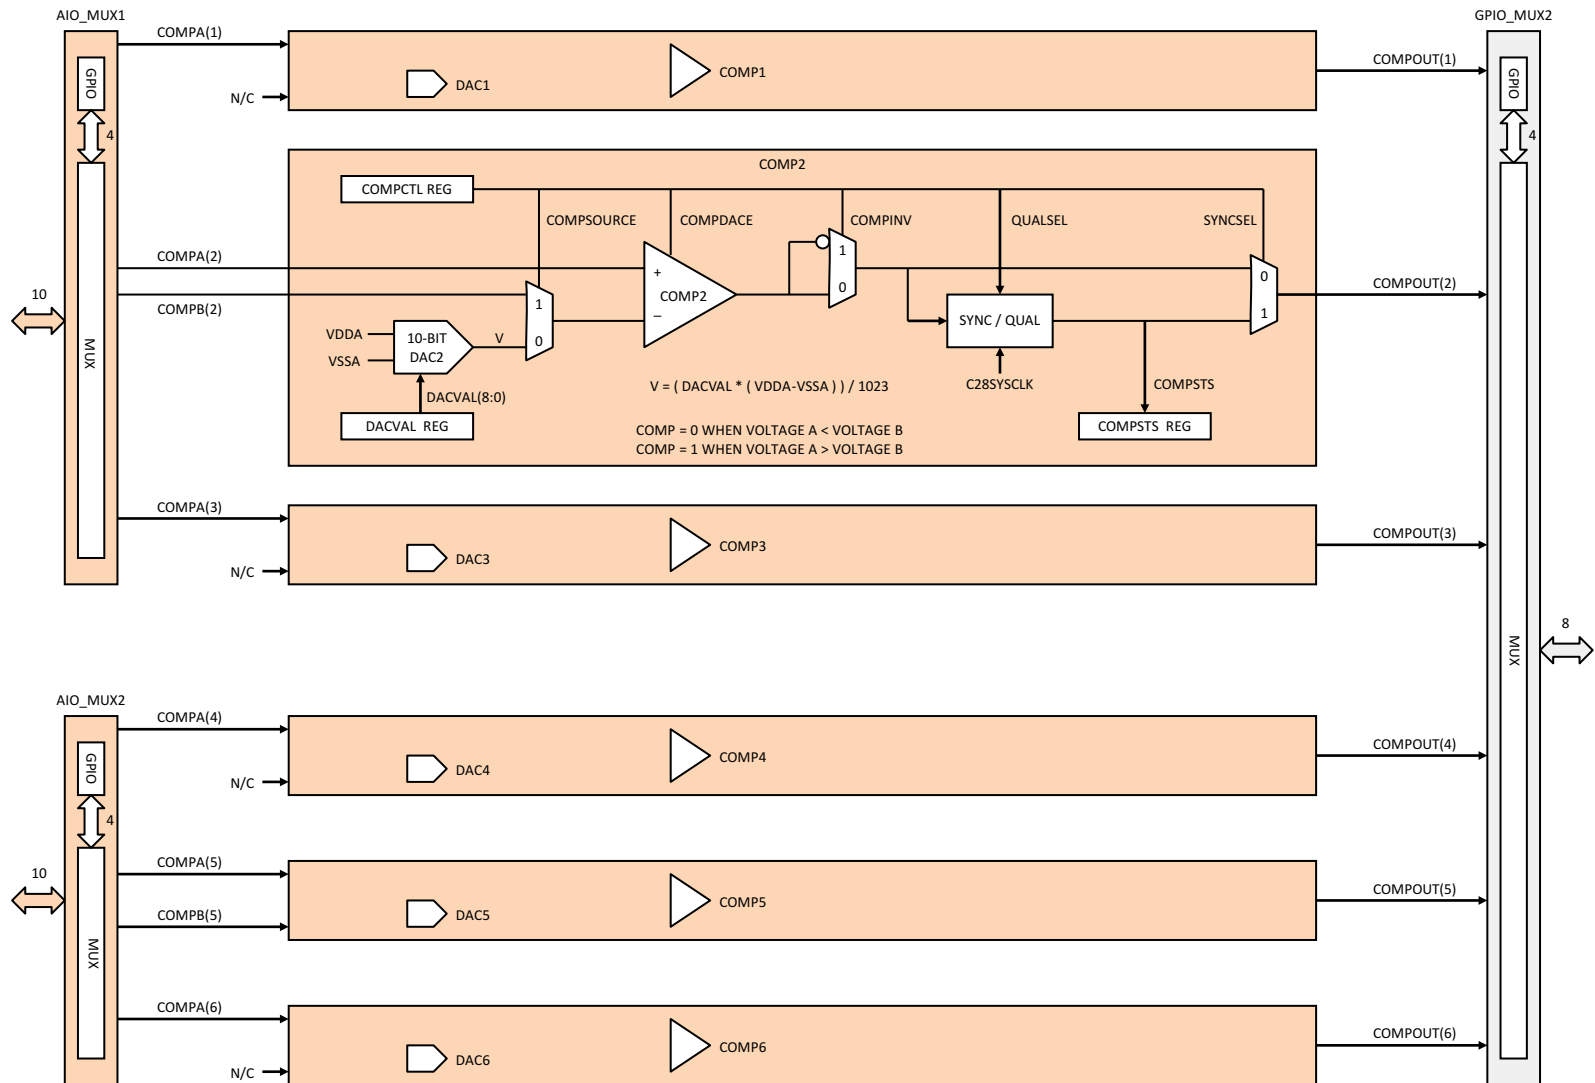 AIO_MUX1
GPIO_MUX2
COMPA(1)
GPIO
4
N/C
DAC1
COMP1
COMPOUT(1)
GPIO
4
COMP2
COMPCTL REG
COMPSOURCE
COMPDACE
COMPINV
QUALSEL
SYNCSEL
COMPA(2)
COMPB(2)
10
MUX
1
0
+
COMP2
–
1
0
SYNC / QUAL
0
1
COMPOUT(2)
VDDA
VSSA
10-BIT
DAC2
V
DACVAL(8:0)
DACVAL REG
V = ( DACVAL * ( VDDA-VSSA ) ) / 1023
C28SYSCLK
COMPSTS
COMPSTS REG
COMP = 0 WHEN VOLTAGE A < VOLTAGE B
COMP = 1 WHEN VOLTAGE A > VOLTAGE B
COMPA(3)
N/C
DAC3
COMP3
COMPOUT(3)
MUX
8
AIO_MUX2
COMPA(4)
GPIO
4
N/C
DAC4
COMP4
COMPOUT(4)
10
MUX
COMPA(5)
COMPB(5)
DAC5
COMP5
COMPOUT(5)
COMPA(6)
N/C
DAC6
COMP6
COMPOUT(6)